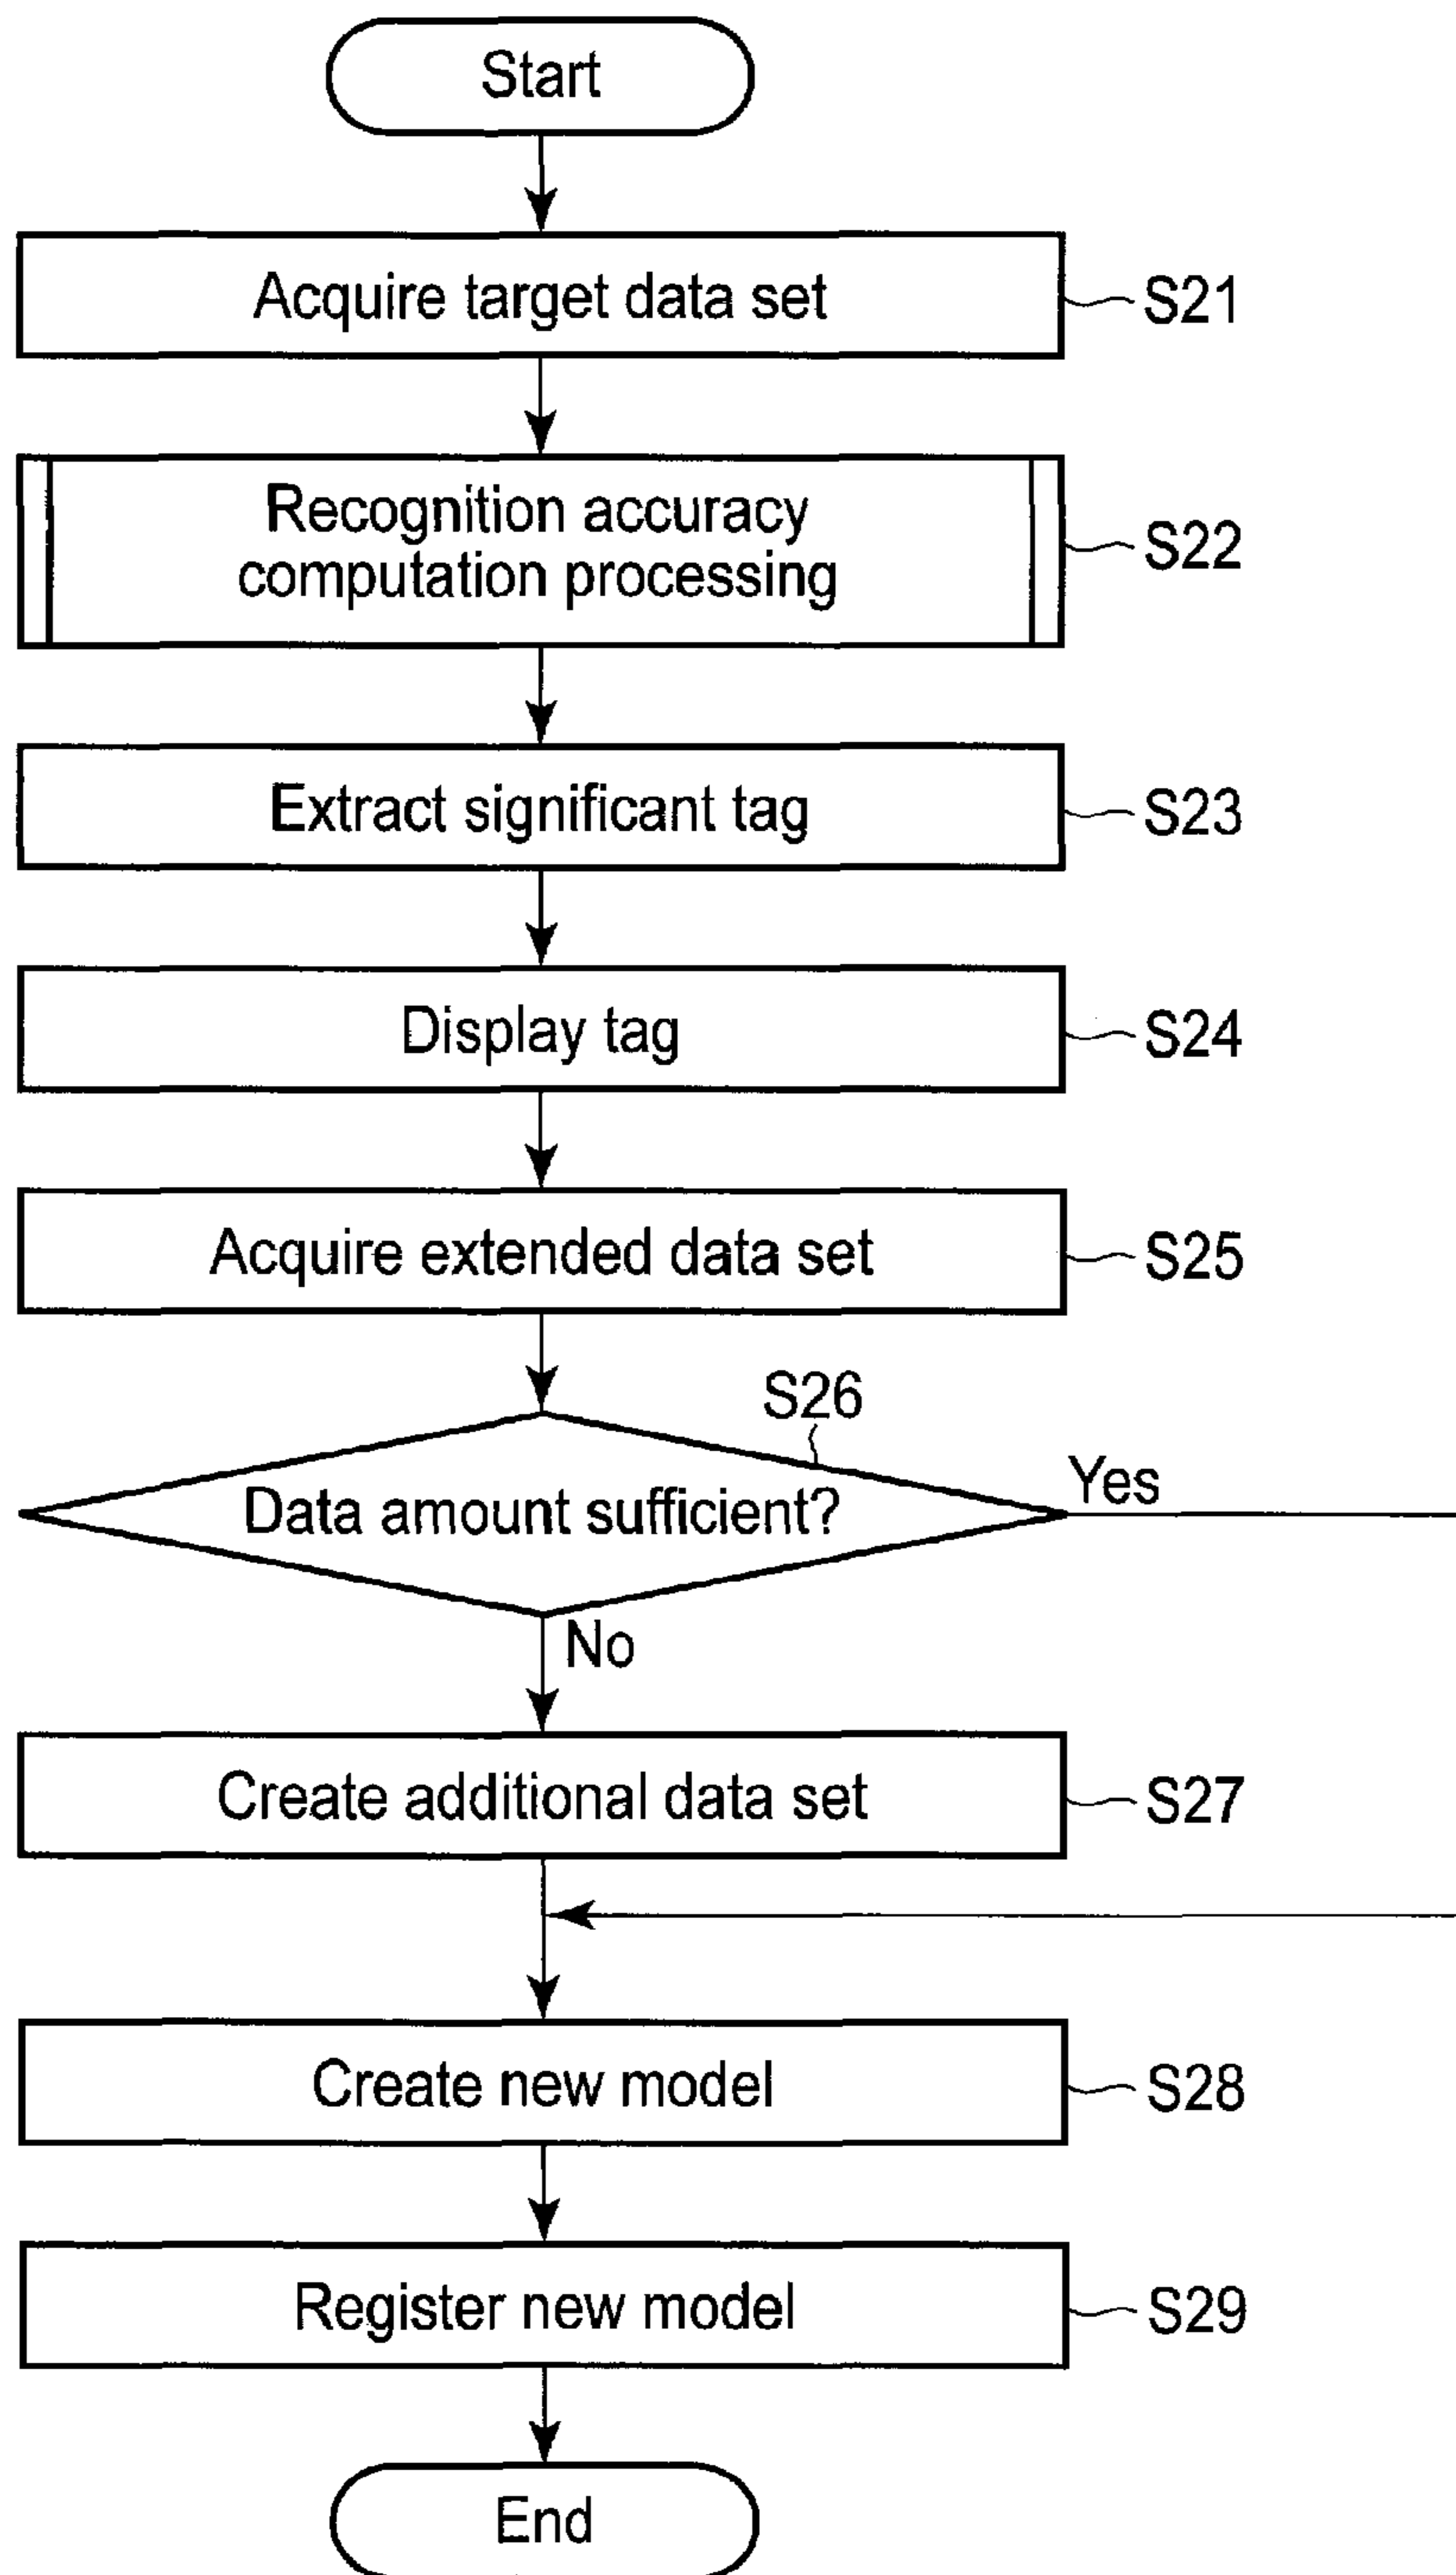 Start
Acquire target data set
S21
Recognition accuracy
computation processing
S22
Extract significant tag
S23
Display tag
S24
Acquire extended data set
S25
S26
Data amount sufficient?
Yes
No
Create additional data set
S27
Create new model
S28
Register new model
S29
End